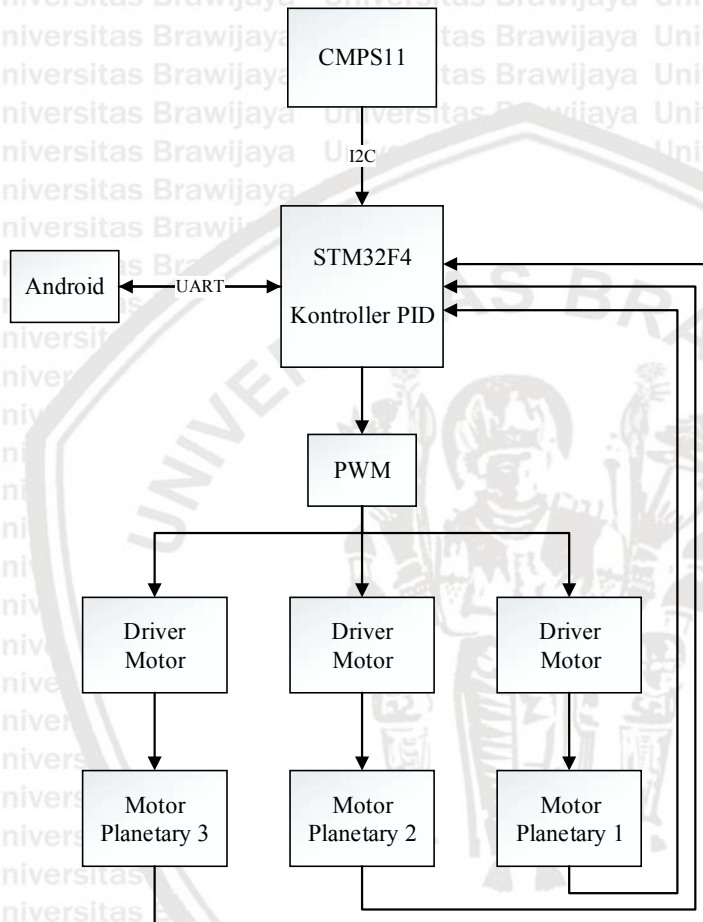 CMPS11
I2C
STM32F4
Kontroller PID
Android
UART
PWM
Driver
Motor
Driver
Motor
Driver
Motor
Motor
Planetary 3
Motor
Planetary 2
Motor
Planetary 1